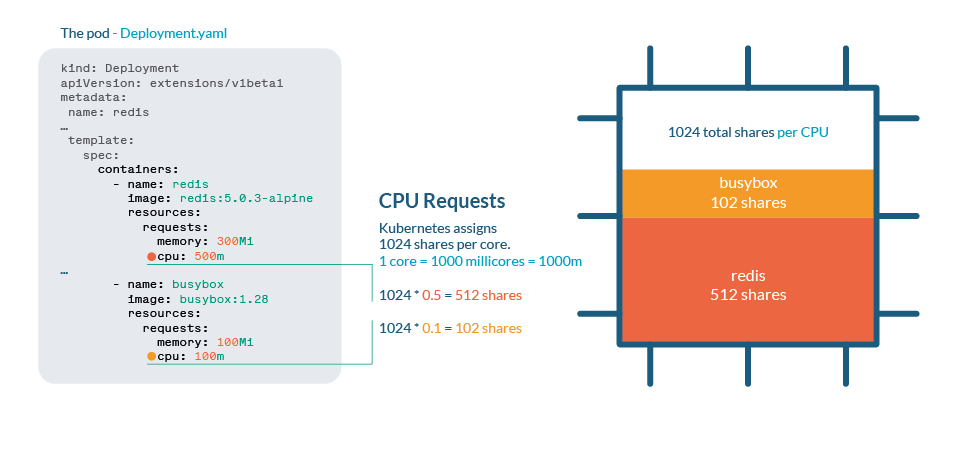 The pod - Deployment.yaml
kind: Deployment
apiVersion: extensions/v1beta1
metadata:
 name: redis
…
 template:
   spec:
     containers:
       - name: redis
         image: redis:5.0.3-alpine
         resources:
           requests:
             memory: 300Mi
             cpu: 500m
…
       - name: busybox
         image: busybox:1.28
         resources:
           requests:
             memory: 100Mi
             cpu: 100m
CPU Requests
Kubernetes assigns
1024 shares per core.
1 core = 1000 millicores = 1000m
1024 * 0.5 = 512 shares
1024 * 0.1 = 102 shares
1024 total shares per CPU
busybox
102 shares
redis
512 shares